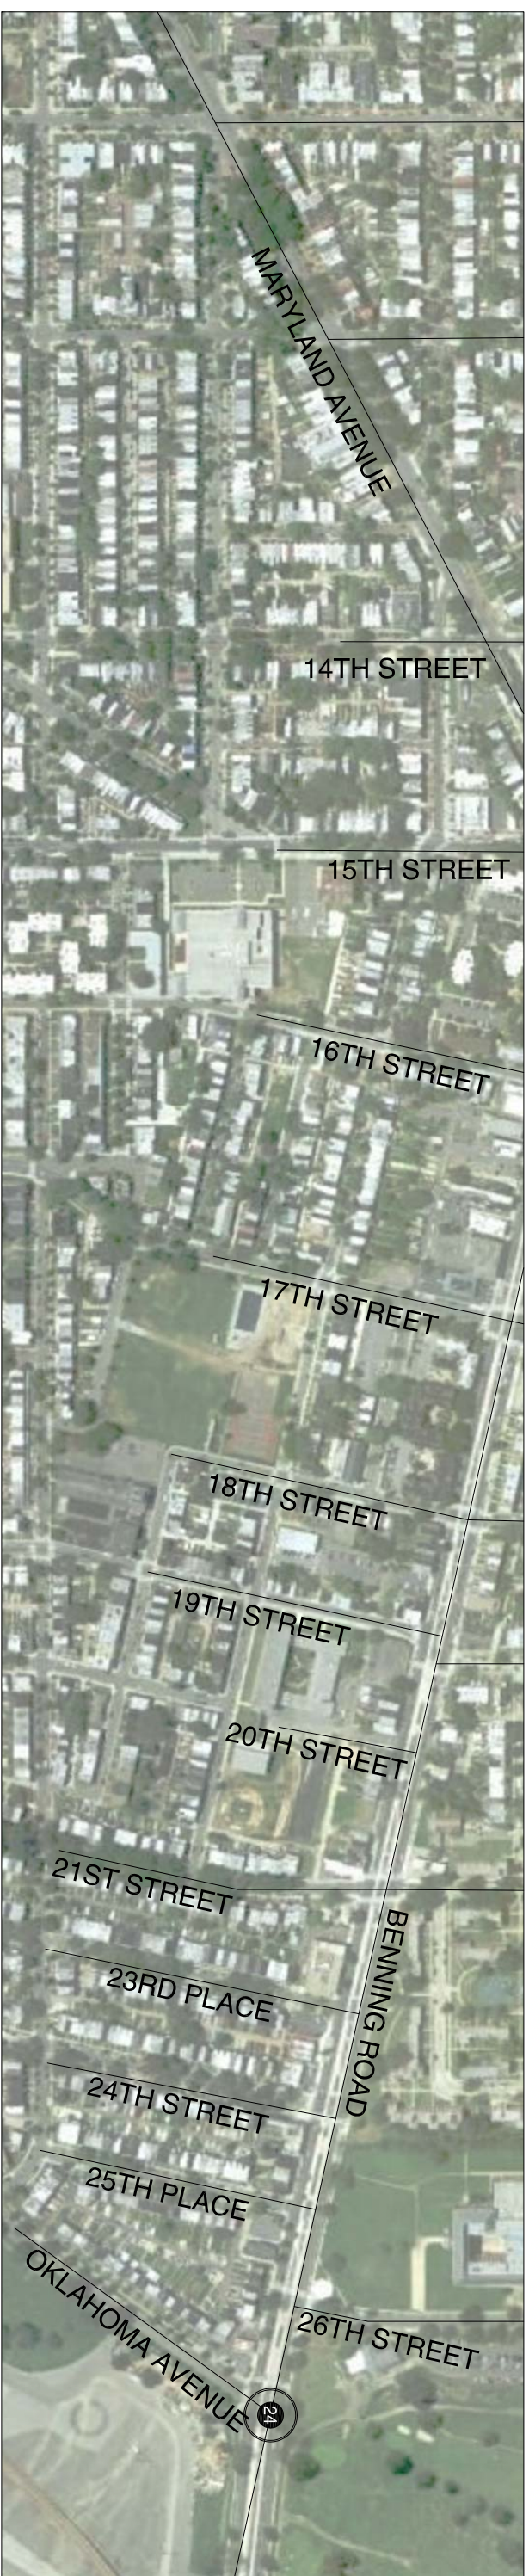 MARYLAND AVENUE
14TH STREET
15TH STREET
16TH STREET
17TH STREET
18TH STREET
19TH STREET
20TH STREET
21ST STREET
BENNING ROAD
23RD PLACE
24TH STREET
25TH PLACE
26TH STREET
OKLAHOMA AVENUE
24